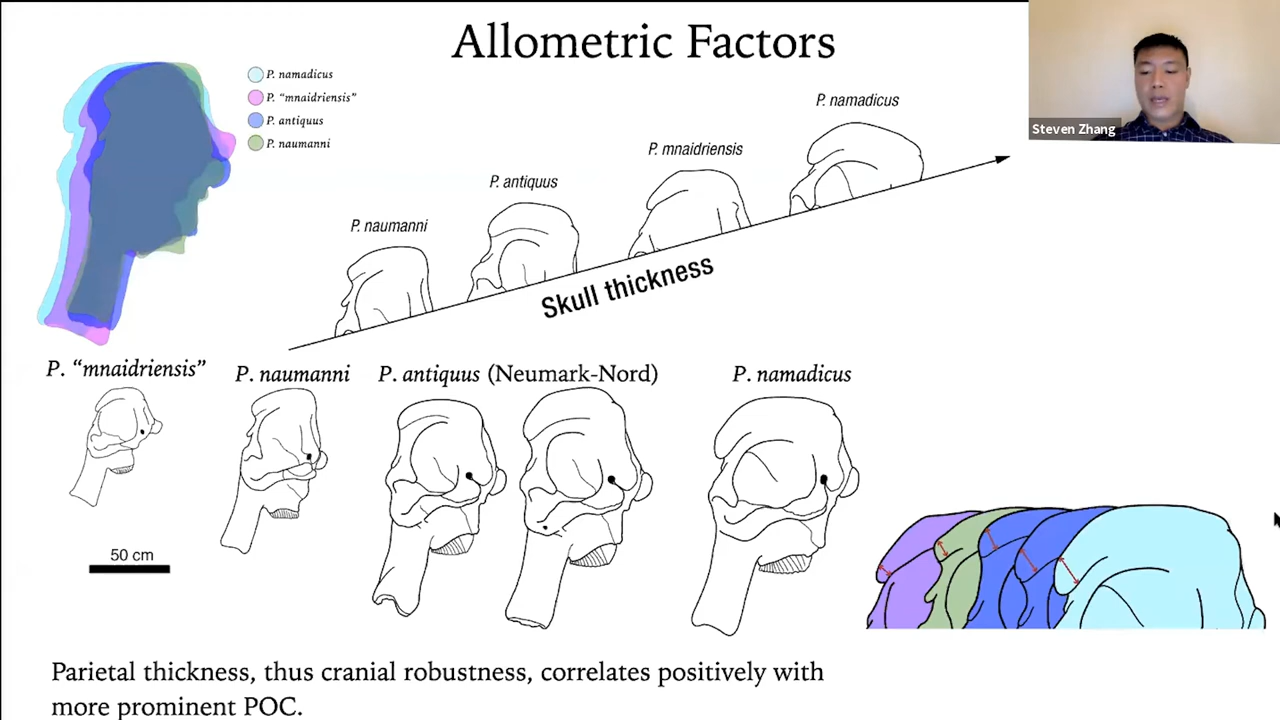 Allometric Factors
P. namadicus
P. "mnaidriensis"
P. antiquus
P. naumanni
P. naumanni
P. antiquus
P. mnaidriensis
P. namadicus
Skull thickness
Steven Zhang
P. "mnaidriensis"
P. naumanni
P. antiquus (Neumark-Nord)
P. namadicus
50 cm
Parietal thickness, thus cranial robustness, correlates positively with
more prominent POC.